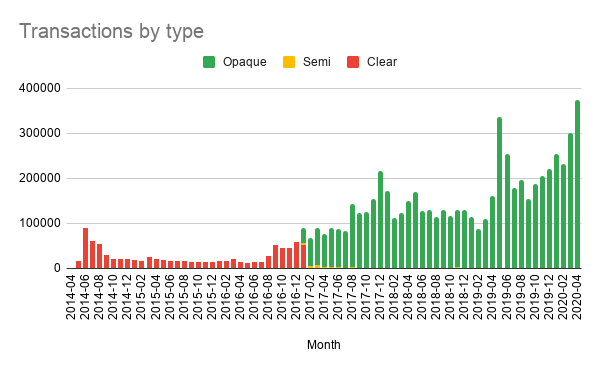 Transactions by type
Opaque Semi Clear
400000
300000
200000
100000
0
2014-04 2014-06 2014-08 2014-10 2014-12 2015-02 2015-04 2015-06 2015-08 2015-10 2015-12 2016-02 2016-04 2016-06 2016-08 2016-10 2016-12 2017-02 2017-04 2017-06 2017-08 2017-10 2017-12 2018-02 2018-04 2018-06 2018-08 2018-10 2018-12 2019-02 2019-04 2019-06 2019-08 2019-10 2019-12 2020-02 2020-04
Month